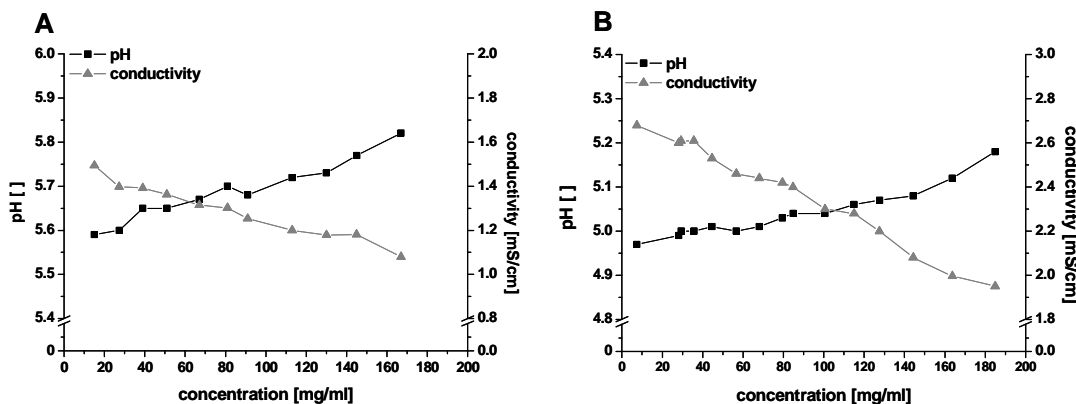 A
pH
conductivity
6.0
5.9
5.8
5.7
5.6
5.5
5.4
0
pH [ ]
2.0
1.8
1.6
1.4
1.2
1.0
0.8
0.0
conductivity [mS/cm]
0 20 40 60 80 100 120 140 160 180 200
concentration [mg/ml]
B
pH
conductivity
5.4
5.3
5.2
5.1
5.0
4.9
4.8
0
pH [ ]
3.0
2.8
2.6
2.4
2.2
2.0
1.8
0.0
conductivity [mS/cm]
0 20 40 60 80 100 120 140 160 180 200
concentration [mg/ml]